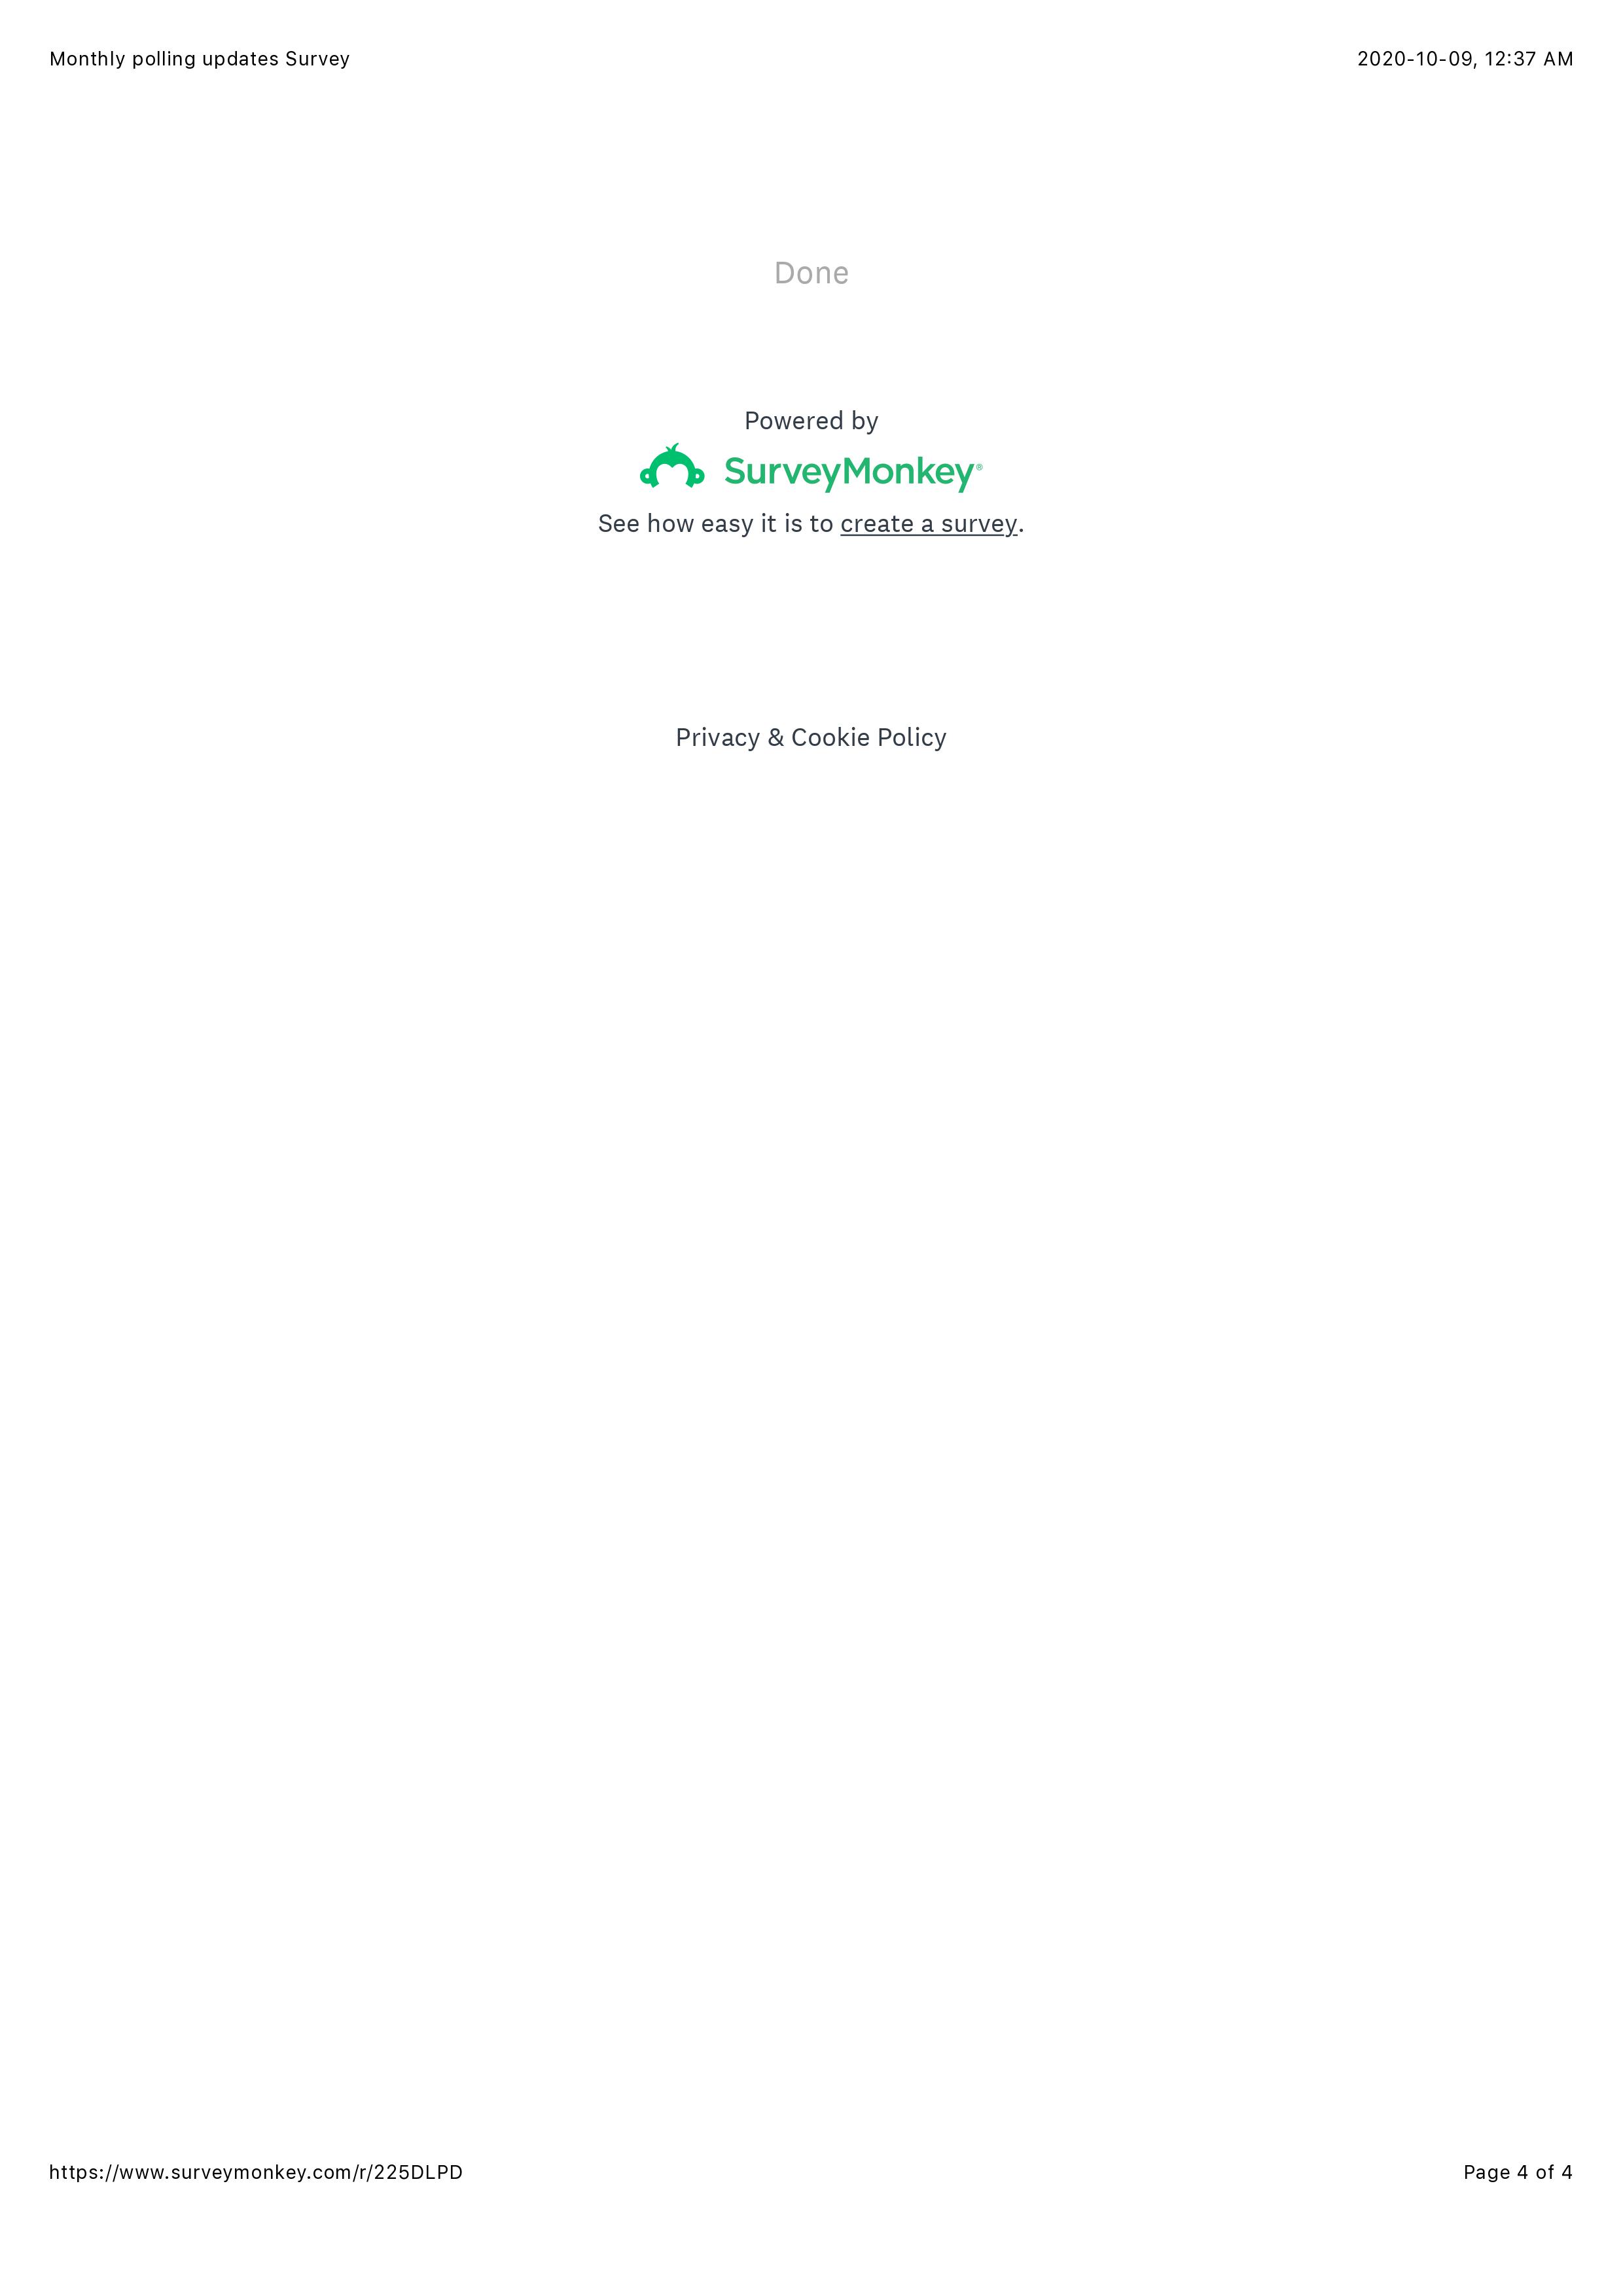 Monthly polling updates Survey
2020-10-09, 12:37 AM
Done
Powered by
SurveyMonkey®
See how easy it is to create a survey.
Privacy & Cookie Policy
https://www.surveymonkey.com/r/225DLPD
Page 4 of 4